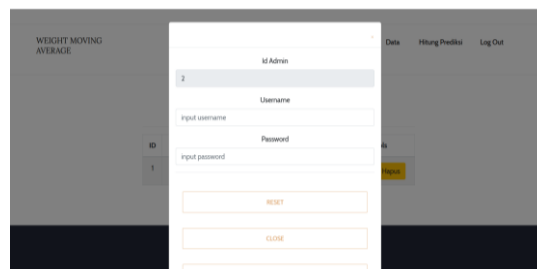 WEIGHT MOVING
AVERAGE
Data
Hitung Prediksi
Log Out
Id Admin
2
Username
input username
Password
input password
RESET
CLOSE
ID
1
Hapus